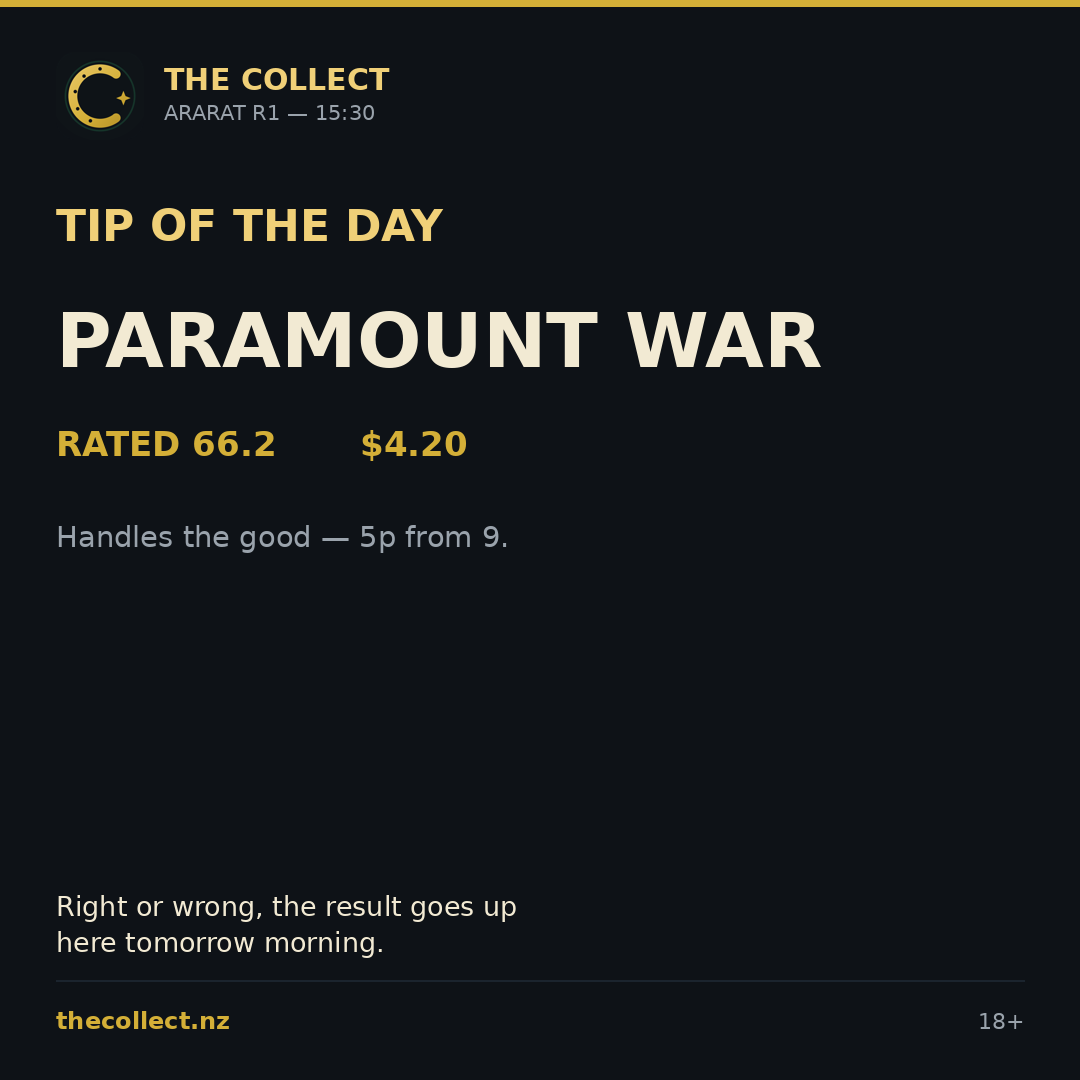 THE COLLECT
ARARAT R1 — 15:30
TIP OF THE DAY
PARAMOUNT WAR
RATED 66.2 $4.20
Handles the good — 5p from 9.
Right or wrong, the result goes up
here tomorrow morning.
thecollect.nz 18+